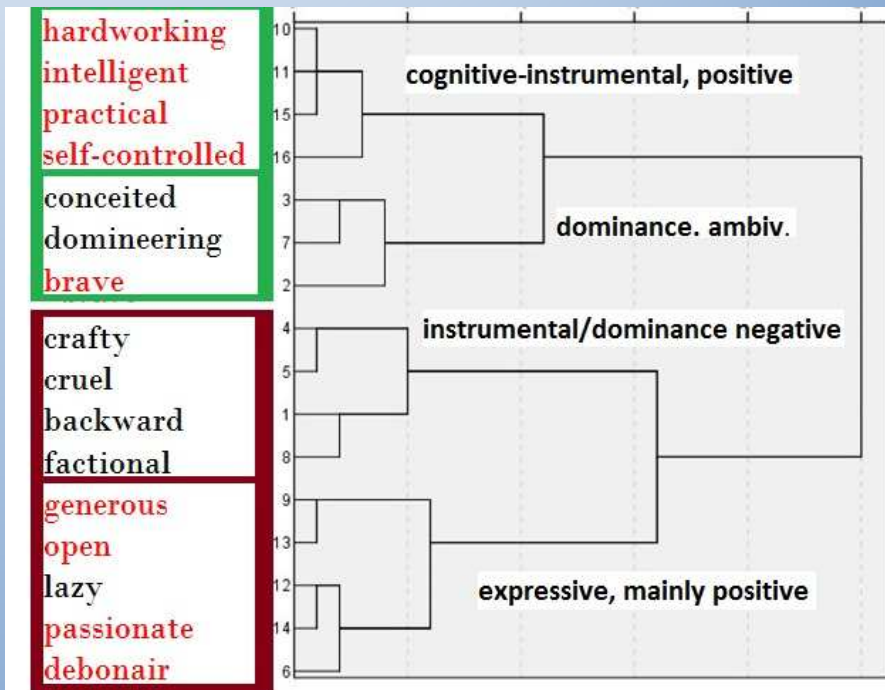 hardworking
intelligent
practical
self-controlled
conceited
domineering
brave
crafty
cruel
backward
factional
generous
open
lazy
passionate
debonair
10
11
15
16
3
7
2
4
5
1
8
9
13
12
14
6
cognitive-instrumental, positive
dominance. ambiv.
instrumental/dominance negative
expressive, mainly positive